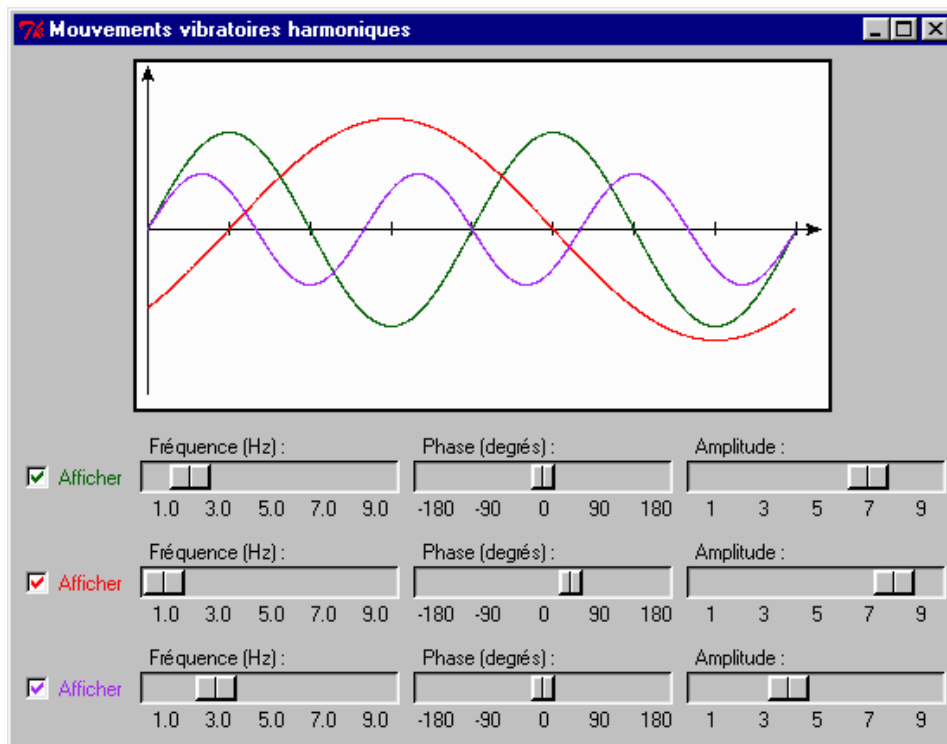 Mouvements vibratoires harmoniques
Fréquence (Hz) : Phase (degrés) : Amplitude :
Afficher
1.0 3.0 5.0 7.0 9.0 -180 -90 0 90 180 1 3 5 7 9
Fréquence (Hz) : Phase (degrés) : Amplitude :
Afficher
1.0 3.0 5.0 7.0 9.0 -180 -90 0 90 180 1 3 5 7 9
Fréquence (Hz) : Phase (degrés) : Amplitude :
Afficher
1.0 3.0 5.0 7.0 9.0 -180 -90 0 90 180 1 3 5 7 9